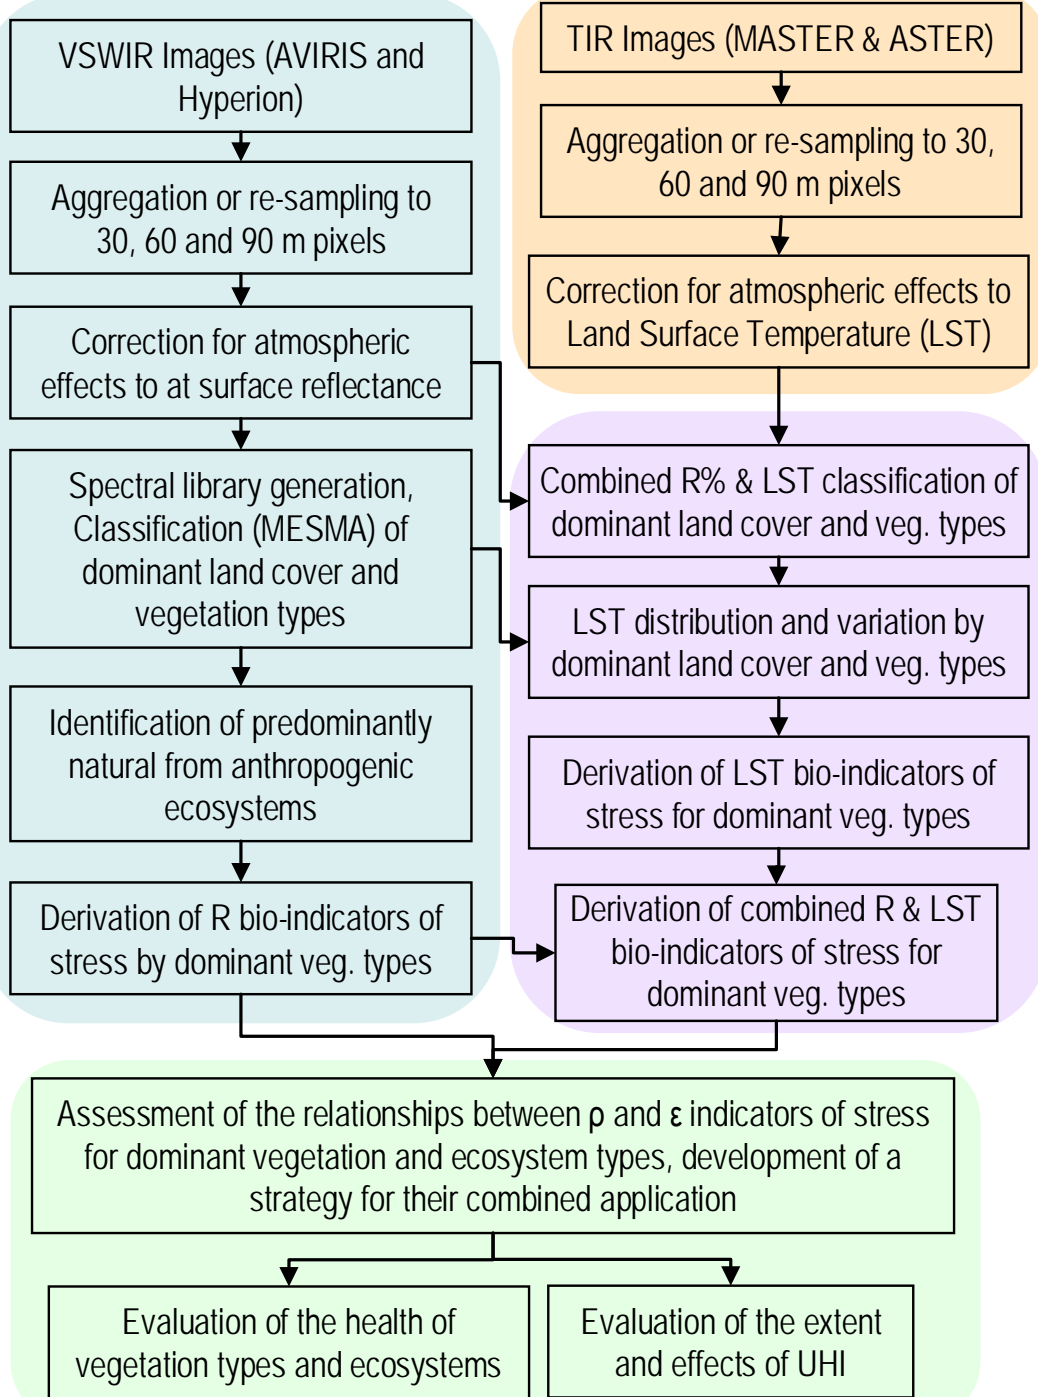 VSWIR Images (AVIRIS and
Hyperion)
Aggregation or re-sampling to
30, 60 and 90 m pixels
Correction for atmospheric
effects to at surface reflectance
Spectral library generation,
Classification (MESMA) of
dominant land cover and
vegetation types
Identification of predominantly
natural from anthropogenic
ecosystems
Derivation of R bio-indicators of
stress by dominant veg. types
TIR Images (MASTER & ASTER)
Aggregation or re-sampling to 30,
60 and 90 m pixels
Correction for atmospheric effects to
Land Surface Temperature (LST)
Combined R% & LST classification of
dominant land cover and veg. types
LST distribution and variation by
dominant land cover and veg. types
Derivation of LST bio-indicators of
stress for dominant veg. types
Derivation of combined R & LST
bio-indicators of stress for
dominant veg. types
Assessment of the relationships between ρ and ε indicators of stress
for dominant vegetation and ecosystem types, development of a
strategy for their combined application
Evaluation of the health of
vegetation types and ecosystems
Evaluation of the extent
and effects of UHI